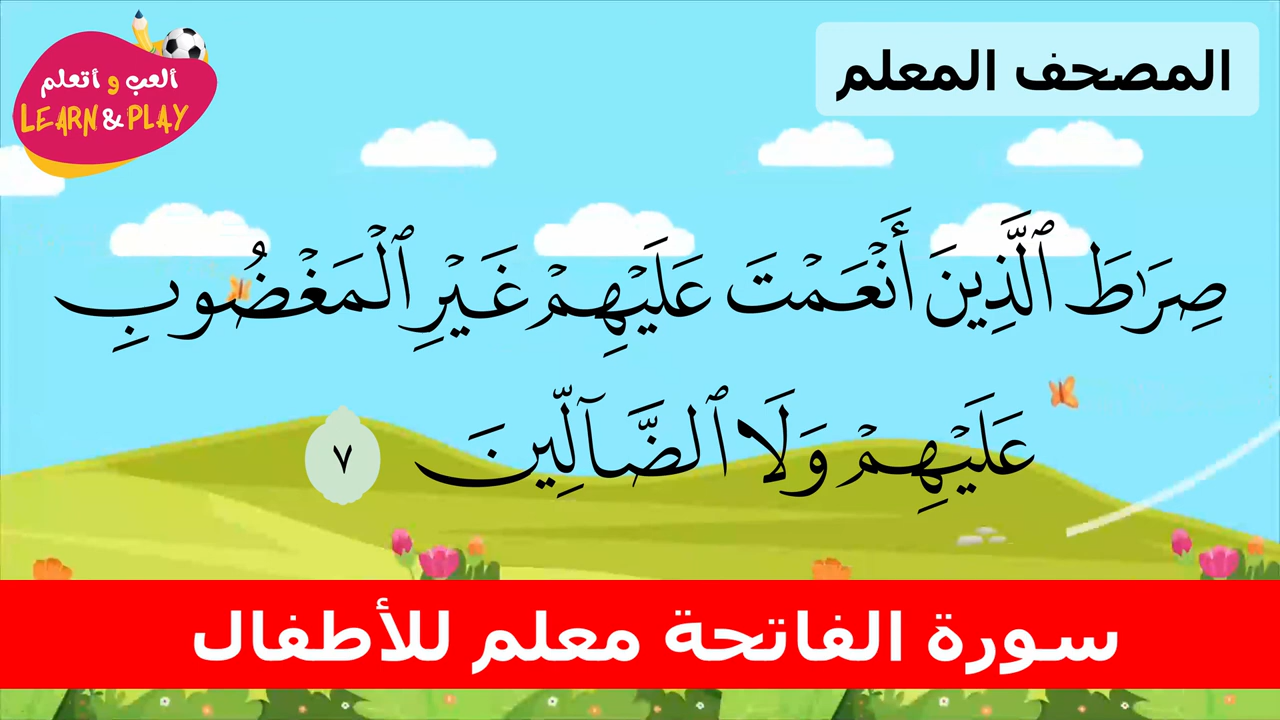 المصحف المعلم
ألعب و أتعلم
LEARN & PLAY
صِرَٰطَ ٱلَّذِينَ أَنْعَمْتَ عَلَيْهِمْ غَيْرِ ٱلْمَغْضُوبِ
عَلَيْهِمْ وَلَا ٱلضَّآلِّينَ ٧
سورة الفاتحة معلم للأطفال